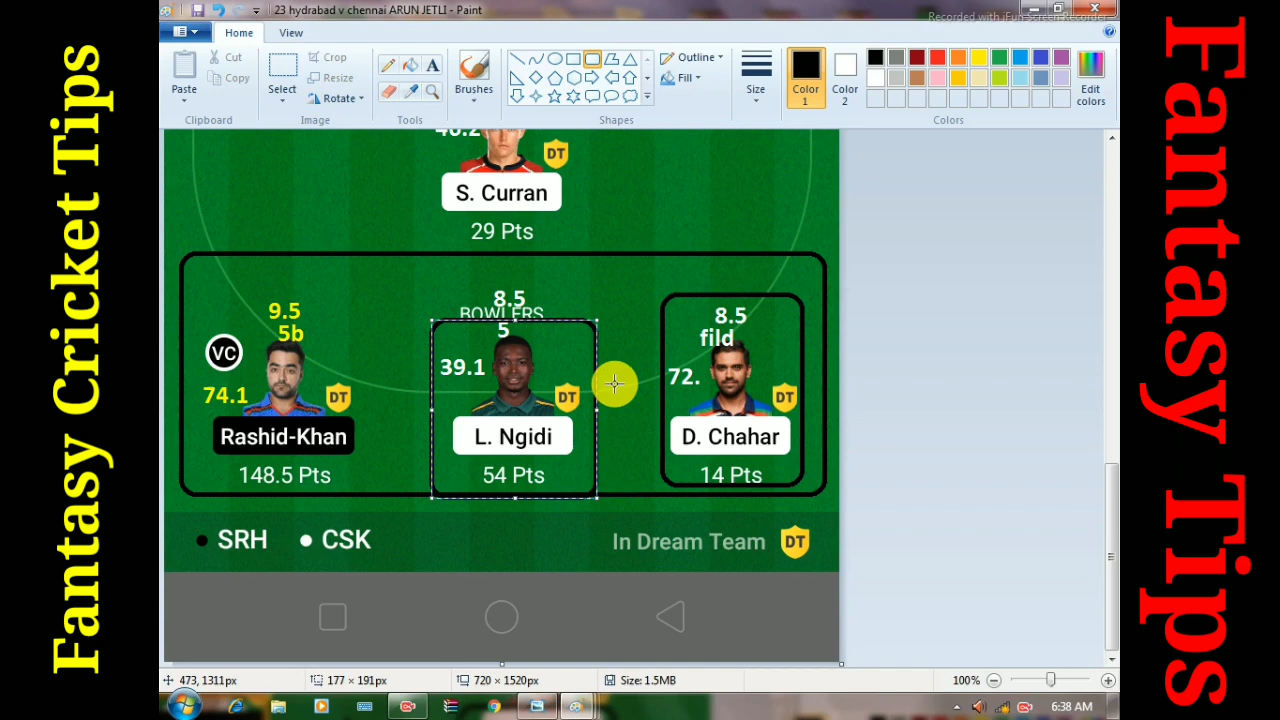 Fantasy Cricket Tips
23 hydrabad v chennai ARUN JETLI - Paint
Recorded with iFun Screen Recorder
Home View
Paste
Cut
Copy
Clipboard
Select
Crop
Resize
Rotate
Image
A
Tools
Brushes
Outline
Fill
Shapes
Size
Color 1
Color 2
Edit colors
Colors
DT
S. Curran
29 Pts
9.5
5b
VC
74.1
DT
Rashid-Khan
148.5 Pts
8.5
BOWLERS
5
39.1
DT
L. Ngidi
54 Pts
8.5
fild
72.
DT
D. Chahar
14 Pts
SRH CSK
In Dream Team DT
473, 1311px
177 × 191px
720 × 1520px
Size: 1.5MB
100%
6:38 AM
Fantasy Tips